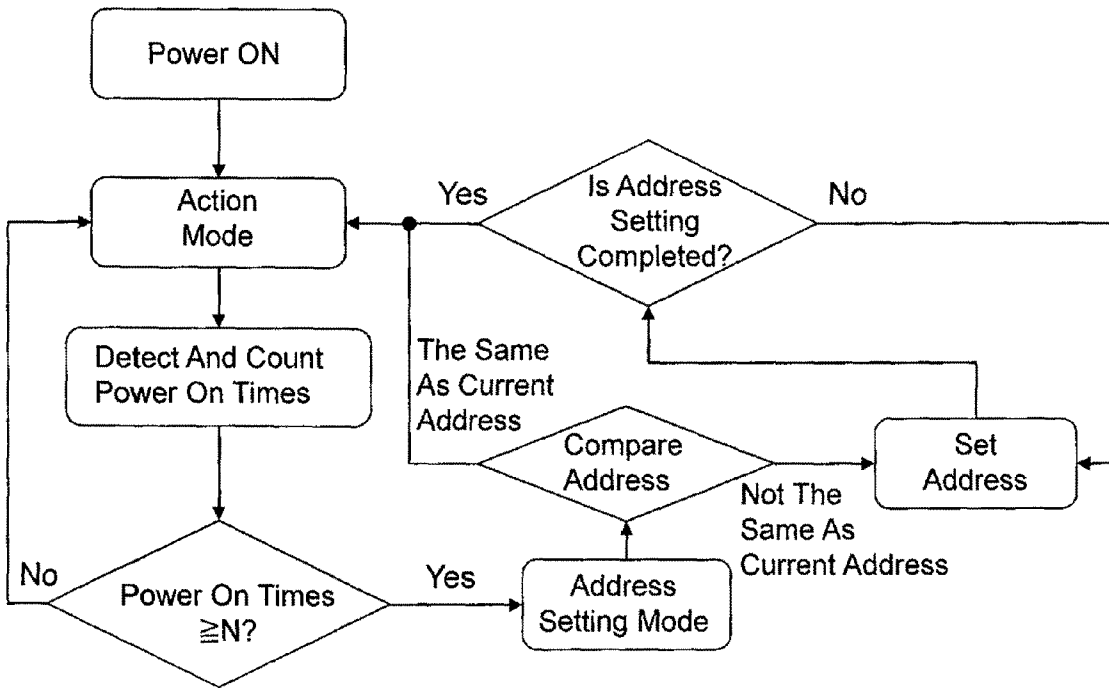 Power ON
Action
Mode
Yes
Is Address
Setting
Completed?
No
Detect And Count
Power On Times
The Same
As Current
Address
Compare
Address
Set
Address
Not The
Same As
Current Address
No
Power On Times
≧N?
Yes
Address
Setting Mode